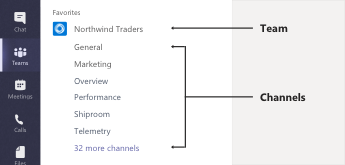 Favorites
Northwind Traders
Team
General
Marketing
Overview
Performance
Channels
Shiproom
Telemetry
32 more channels
Chat
Teams
Meetings
Calls
Files